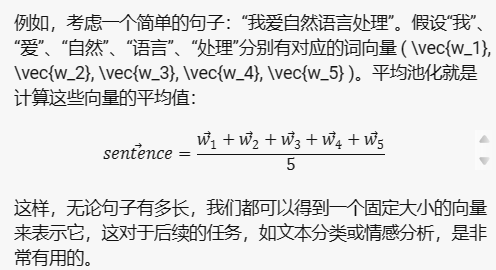 例如，考虑一个简单的句子：“我爱自然语言处理”。假设“我”、
“爱”、“自然”、“语言”、“处理”分别有对应的词向量 ( \vec{w_1},
\vec{w_2}, \vec{w_3}, \vec{w_4}, \vec{w_5} )。平均池化就是
计算这些向量的平均值：
$\vec{sentence} = \frac{\vec{w}_1 + \vec{w}_2 + \vec{w}_3 + \vec{w}_4 + \vec{w}_5}{5}$
这样，无论句子有多长，我们都可以得到一个固定大小的向量
来表示它，这对于后续的任务，如文本分类或情感分析，是非
常有用的。